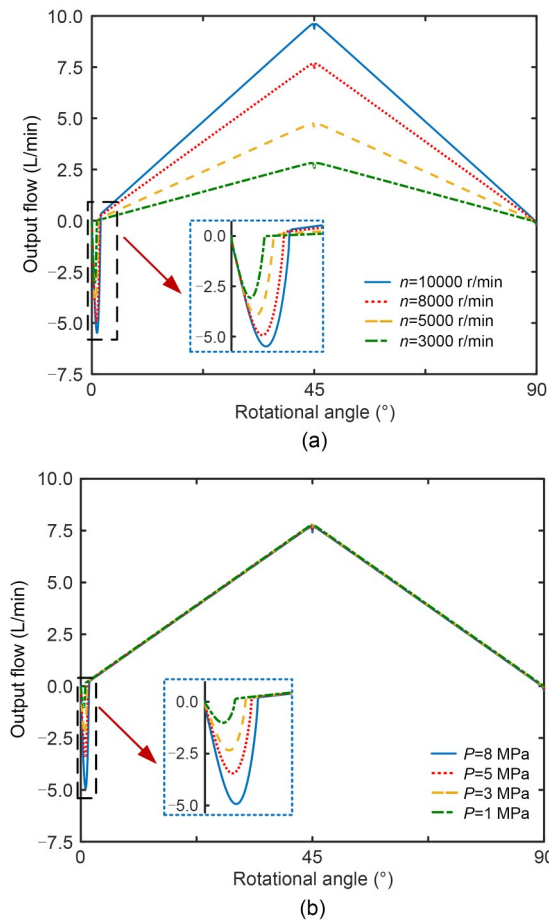 10.0
7.5
5.0
2.5
0.0
−2.5
−5.0
−7.5
Output flow (L/min)
0.0
−2.5
−5.0
n=10000 r/min
n=8000 r/min
n=5000 r/min
n=3000 r/min
0 45 90
Rotational angle (°)
(a)
10.0
7.5
5.0
2.5
0.0
−2.5
−5.0
−7.5
Output flow (L/min)
0.0
−2.5
−5.0
P=8 MPa
P=5 MPa
P=3 MPa
P=1 MPa
0 45 90
Rotational angle (°)
(b)